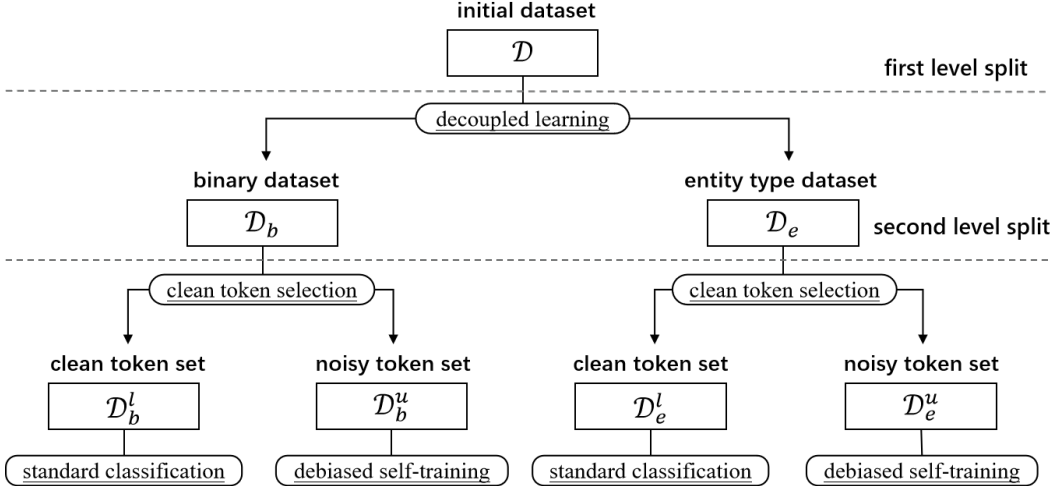 initial dataset
𝒟
first level split
decoupled learning
binary dataset
entity type dataset
𝒟_b
𝒟_e
second level split
clean token selection
clean token selection
clean token set
noisy token set
clean token set
noisy token set
𝒟_b^l
𝒟_b^u
𝒟_e^l
𝒟_e^u
standard classification
debiased self-training
standard classification
debiased self-training